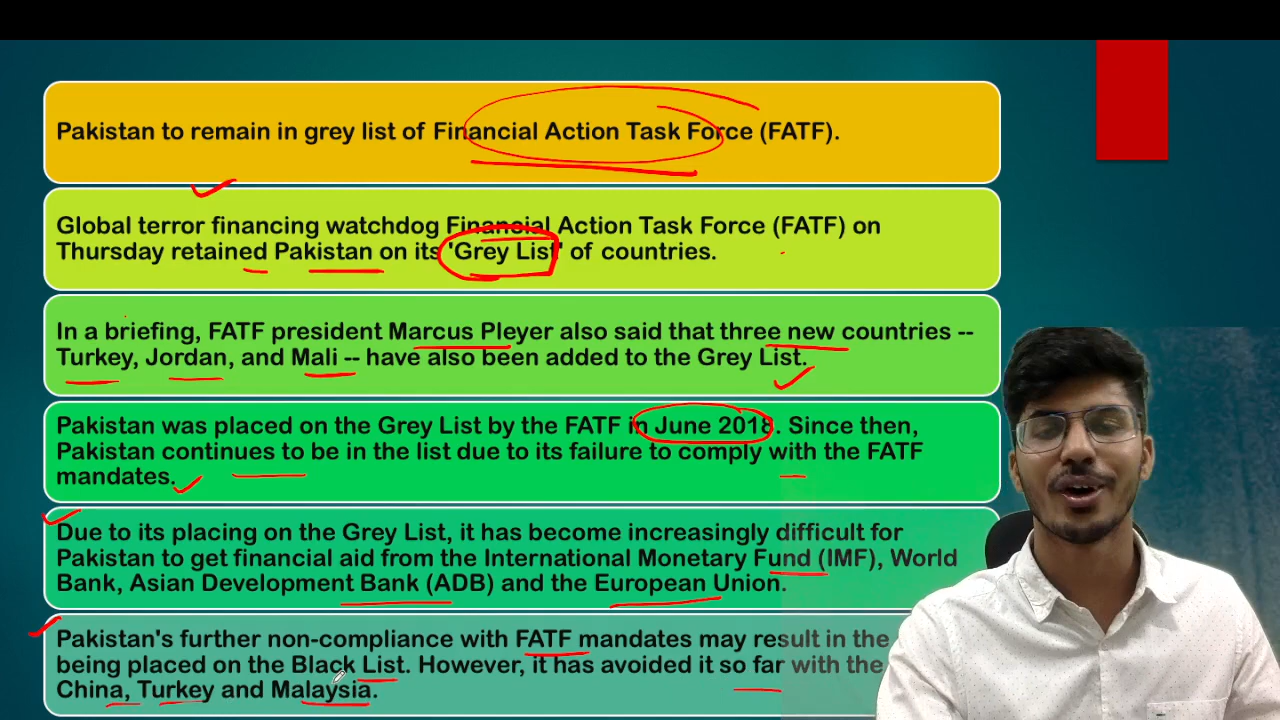 Pakistan to remain in grey list of Financial Action Task Force (FATF).
Global terror financing watchdog Financial Action Task Force (FATF) on
Thursday retained Pakistan on its 'Grey List' of countries.
In a briefing, FATF president Marcus Pleyer also said that three new countries --
Turkey, Jordan, and Mali -- have also been added to the Grey List.
Pakistan was placed on the Grey List by the FATF in June 2018. Since then,
Pakistan continues to be in the list due to its failure to comply with the FATF
mandates.
Due to its placing on the Grey List, it has become increasingly difficult for
Pakistan to get financial aid from the International Monetary Fund (IMF), World
Bank, Asian Development Bank (ADB) and the European Union.
Pakistan's further non-compliance with FATF mandates may result in the
being placed on the Black List. However, it has avoided it so far with the
China, Turkey and Malaysia.